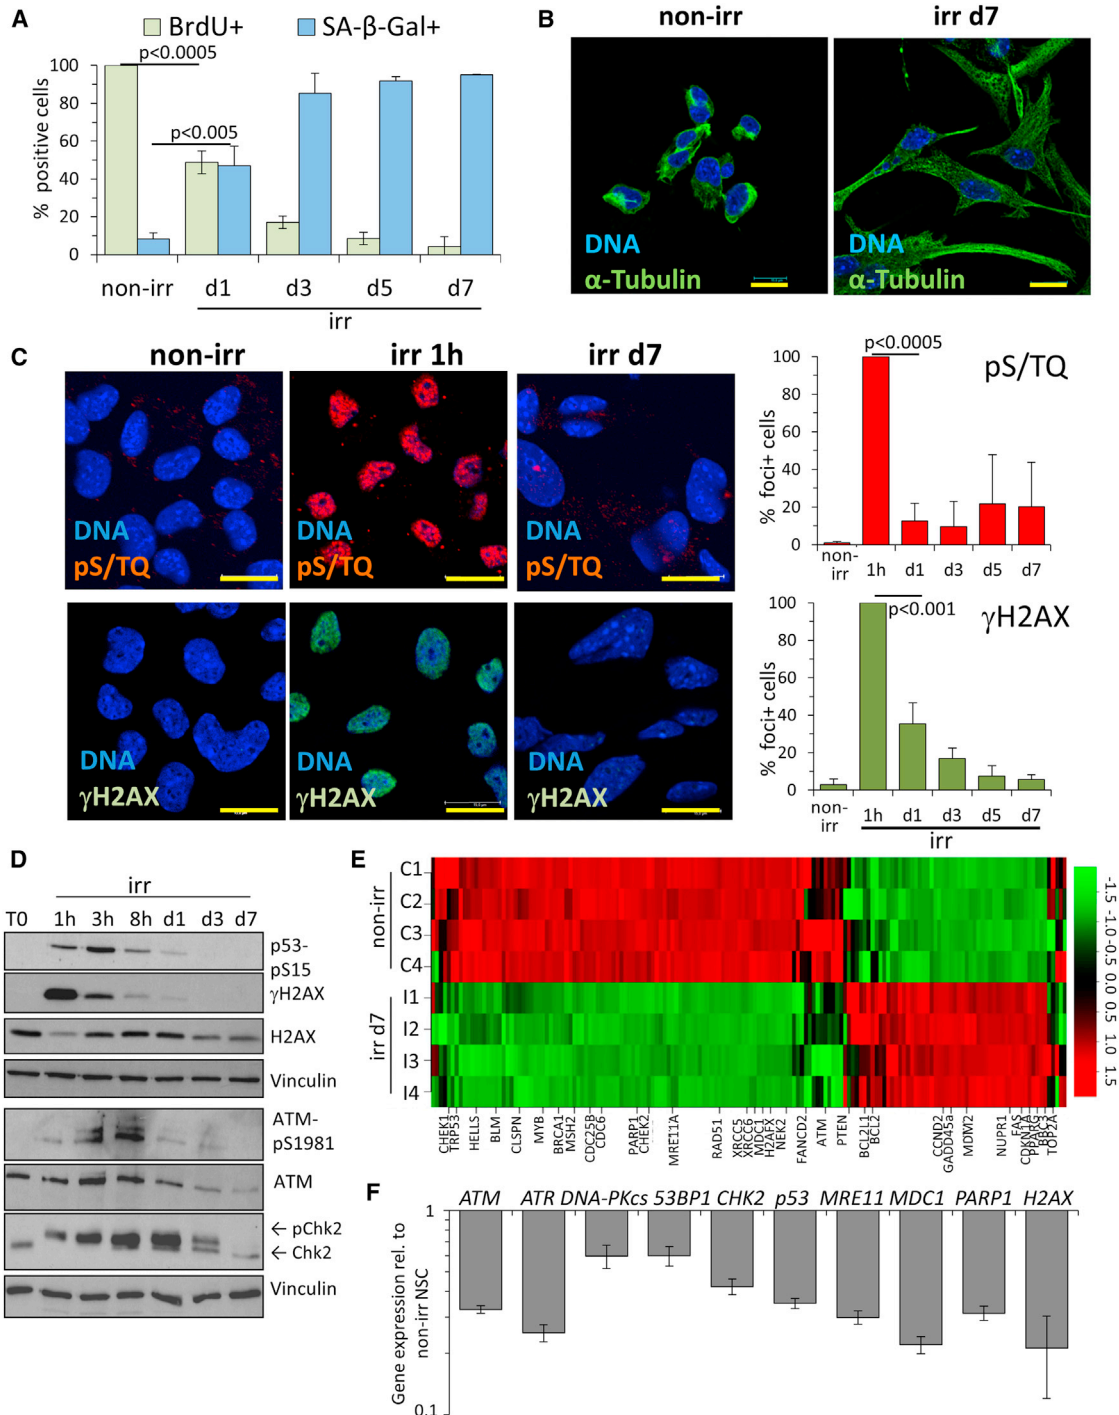 A
BrdU+ SA-β-Gal+
p<0.0005
p<0.005
100
80
60
40
20
0
% positive cells
non-irr d1 d3 d5 d7
irr
B
non-irr irr d7
DNA
α-Tubulin
DNA
α-Tubulin
C
non-irr irr 1h irr d7
DNA
pS/TQ
DNA
pS/TQ
DNA
pS/TQ
DNA
γH2AX
DNA
γH2AX
DNA
γH2AX
p<0.0005
pS/TQ
100
80
60
40
20
0
% foci+ cells
non-irr 1h d1 d3 d5 d7
p<0.001
γH2AX
100
80
60
40
20
0
% foci+ cells
non-irr 1h d1 d3 d5 d7
irr
D
irr
T0 1h 3h 8h d1 d3 d7
p53-
pS15
γH2AX
H2AX
Vinculin
ATM-
pS1981
ATM
← pChk2
← Chk2
Vinculin
E
non-irr
C1
C2
C3
C4
irr d7
I1
I2
I3
I4
-1.5 -1.0 -0.5 0.0 0.5 1.0 1.5
CHEK1 TRP53 HELLS BLM CLSPN MYB BRCA1 MSH2 CDC25B CDC6 PARP1 CHEK2 MRE11A RAD51 XRCC5 XRCC6 MDC1 H2AFX NEK2 FANCD2 ATM PTEN BCL2L1 BCL2 CCND2 GADD45a MDM2 NUPR1 FAS CDKN1A PPARG BBC3 TOP2A
F
ATM ATR DNA-PKcs 53BP1 CHK2 p53 MRE11 MDC1 PARP1 H2AX
1
0.1
Gene expression rel. to
non-irr NSC